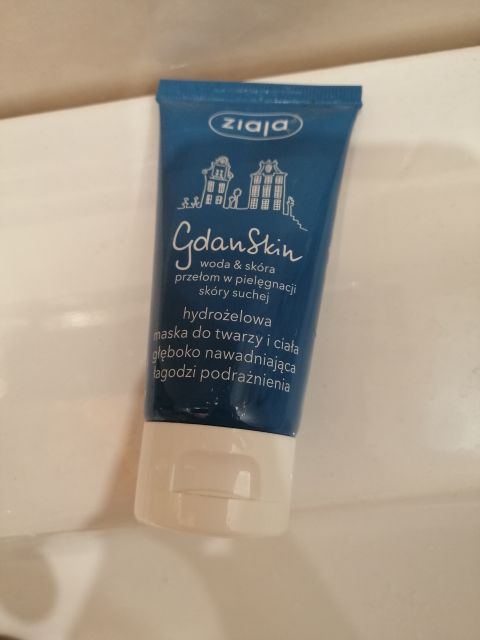 ziaja
GdanSkin
woda & skóra
przełom w pielęgnacji
skóry suchej
hydrożelowa
maska do twarzy i ciała
głęboko nawadniająca
łagodzi podrażnienia